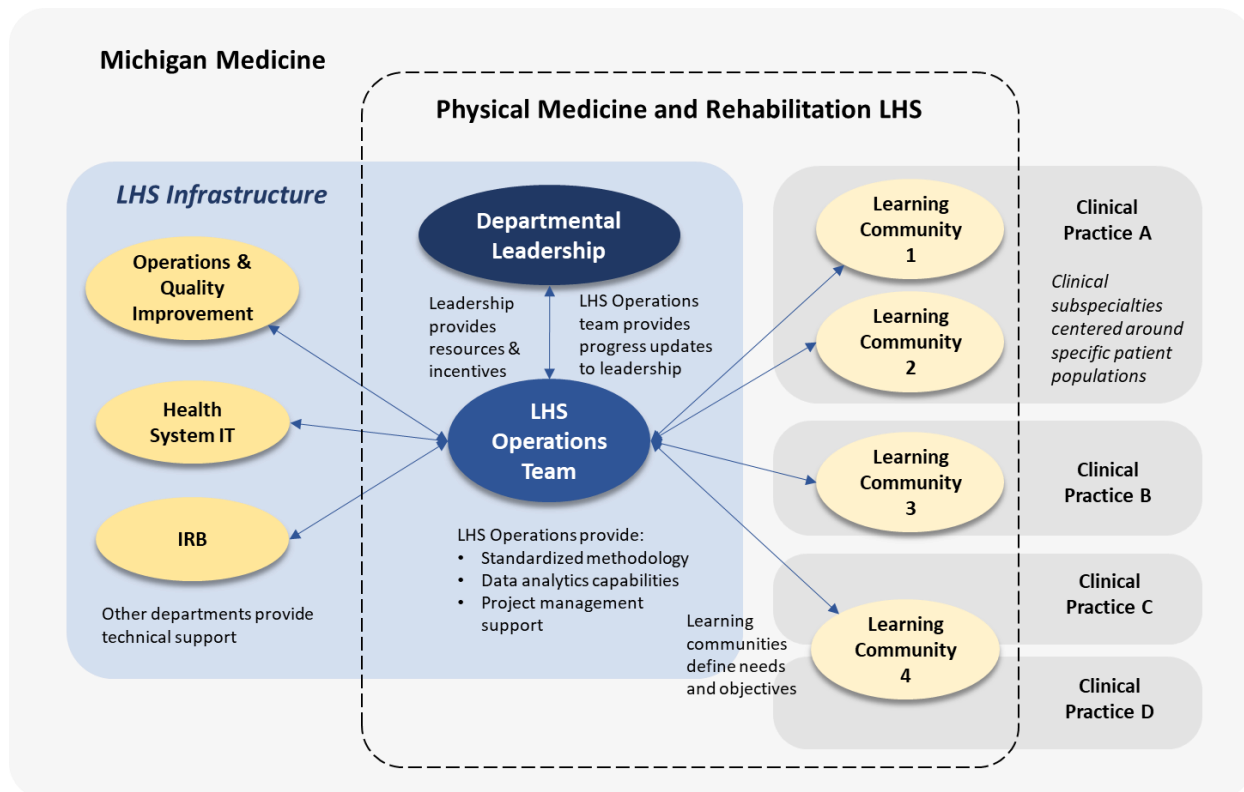 Michigan Medicine
Physical Medicine and Rehabilitation LHS
LHS Infrastructure
Operations &
Quality
Improvement
Health
System IT
IRB
Other departments provide
technical support
Departmental
Leadership
Leadership
provides
resources &
incentives
LHS Operations
team provides
progress updates
to leadership
LHS
Operations
Team
LHS Operations provide:
• Standardized methodology
• Data analytics capabilities
• Project management
support
Learning
communities
define needs
and objectives
Learning
Community
1
Learning
Community
2
Clinical
Practice A
Clinical
subspecialties
centered around
specific patient
populations
Learning
Community
3
Clinical
Practice B
Learning
Community
4
Clinical
Practice C
Clinical
Practice D